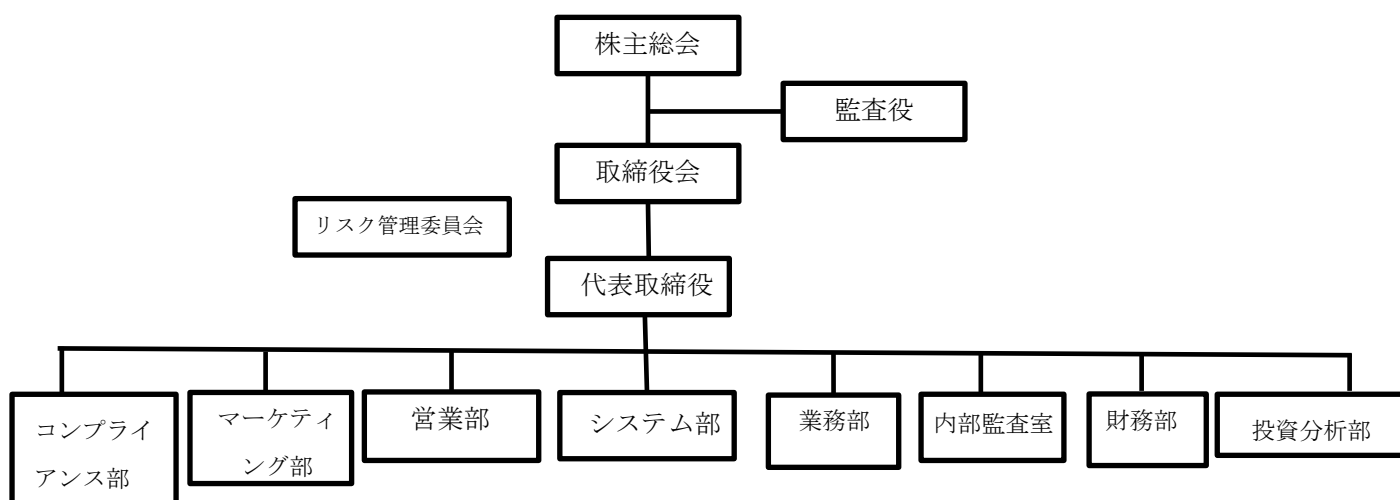 株主総会
監査役
取締役会
リスク管理委員会
代表取締役
コンプライ
アンス部
マーケティ
ング部
営業部
システム部
業務部
内部監査室
財務部
投資分析部